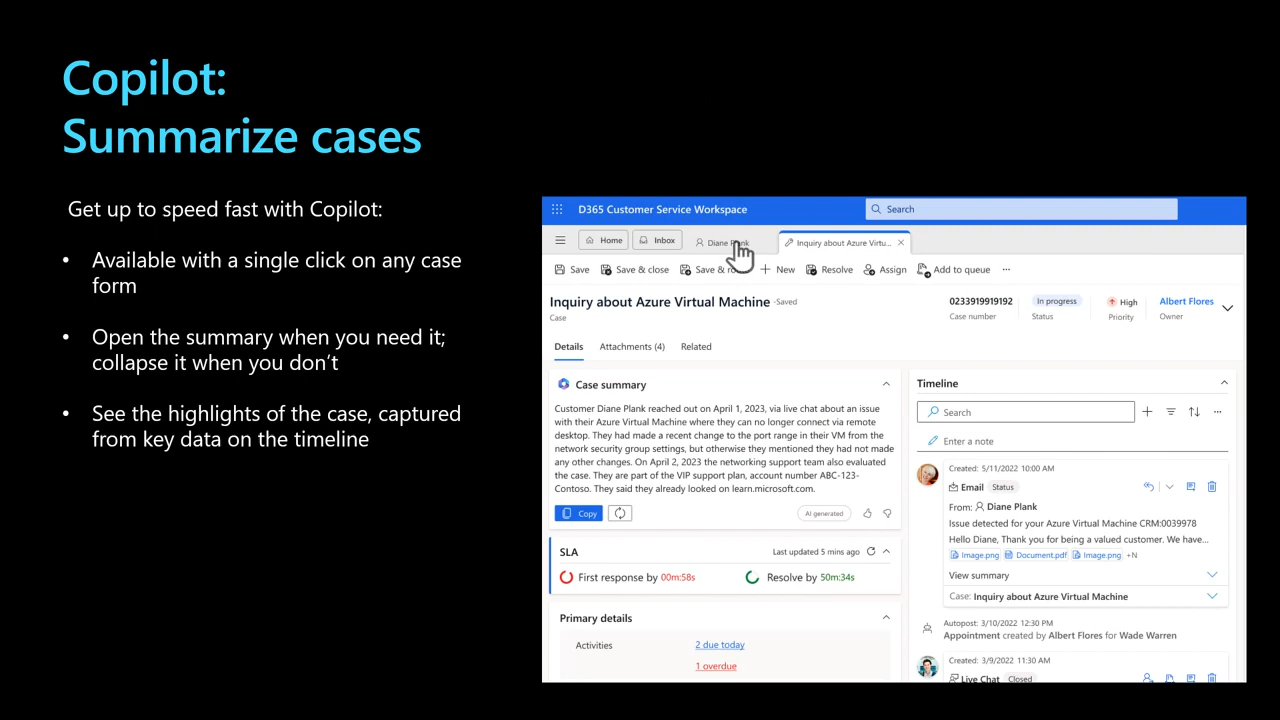 Copilot:
Summarize cases
Get up to speed fast with Copilot:
• Available with a single click on any case
form
• Open the summary when you need it;
collapse it when you don't
• See the highlights of the case, captured
from key data on the timeline
D365 Customer Service Workspace
Search
Home
Inbox
Diane Plank
Inquiry about Azure Virtu...
Save
Save & close
Save &
New
Resolve
Assign
Add to queue
Inquiry about Azure Virtual Machine -Saved
Case
0233919919192
Case number
In progress
Status
High
Priority
Albert Flores
Owner
Details
Attachments (4)
Related
Case summary
Customer Diane Plank reached out on April 1, 2023, via live chat about an issue
with their Azure Virtual Machine where they can no longer connect via remote
desktop. They had made a recent change to the port range in their VM from the
network security group settings, but otherwise they mentioned they had not made
any other changes. On April 2, 2023 the networking support team also evaluated
the case. They are part of the VIP support plan, account number ABC-123-
Contoso. They said they already looked on learn.microsoft.com.
Copy
AI generated
SLA
Last updated 5 mins ago
First response by 00m:58s
Resolve by 50m:34s
Primary details
Activities
2 due today
1 overdue
Timeline
Search
Enter a note
Created: 5/11/2022 10:00 AM
Email Status
From: Diane Plank
Issue detected for your Azure Virtual Machine CRM:0039978
Hello Diane, Thank you for being a valued customer. We have...
Image.png Document.pdf Image.png +N
View summary
Case: Inquiry about Azure Virtual Machine
Autopost: 3/10/2022 12:30 PM
Appointment created by Albert Flores for Wade Warren
Created: 3/9/2022 11:30 AM
Live Chat Closed